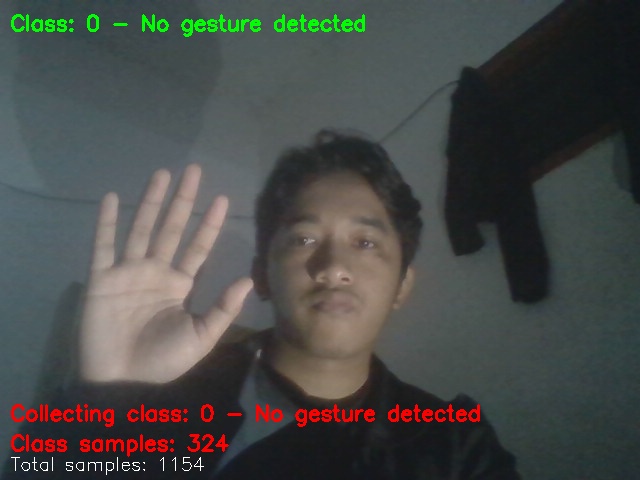 Class: 0 - No gesture detected
Collecting class: 0 - No gesture detected
Class samples: 324
Total samples: 1154